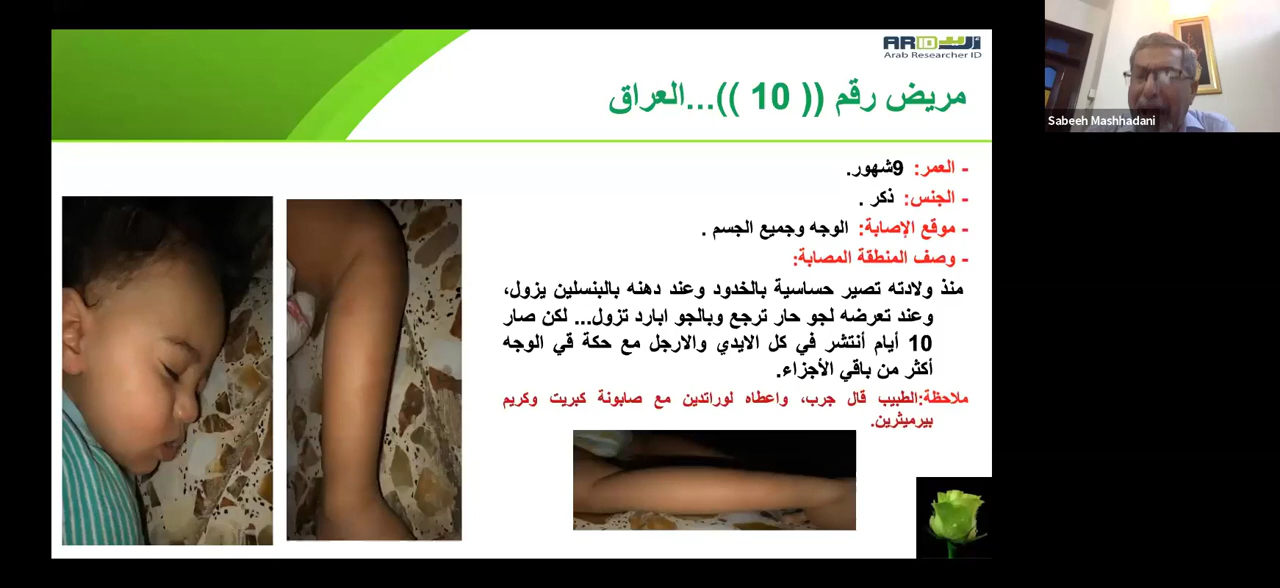 ARID اريد
Arab Researcher ID
Sabeeh Mashhadani
مريض رقم (( 10 ))...العراق
- العمر: 9شهور.
- الجنس: ذكر .
- موقع الإصابة: الوجه وجميع الجسم .
- وصف المنطقة المصابة:
منذ ولادته تصير حساسية بالخدود وعند دهنه بالبنسلين يزول،
وعند تعرضه لجو حار ترجع وبالجو ابارد تزول... لكن صار
10 أيام أنتشر في كل الايدي والارجل مع حكة في الوجه
أكثر من باقي الأجزاء.
ملاحظة:الطبيب قال جرب، واعطاه لوراتدين مع صابونة كبريت وكريم
بيرميثرين.